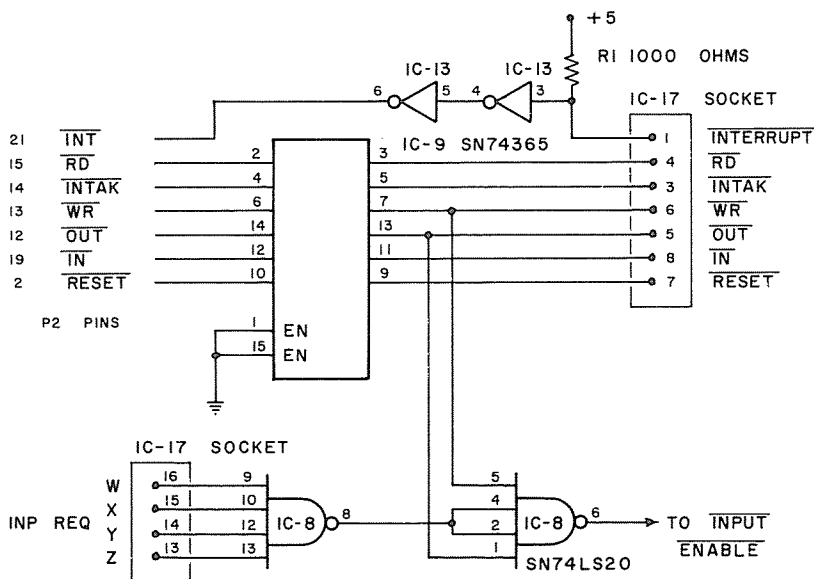 +5
R1 1000 OHMS
IC-13 IC-13
6 5 4 3
IC-17 SOCKET
IC-9 SN74365
21 INT
1 INTERRUPT
15 RD 2 3 4 RD
14 INTAK 4 5 3 INTAK
13 WR 6 7 6 WR
12 OUT 14 13 5 OUT
19 IN 12 11 8 IN
2 RESET 10 9 7 RESET
P2 PINS
1 EN
15 EN
IC-17 SOCKET
W 16 9
X 15 10
INP REQ Y 14 12
Z 13 13
IC-8 8
5
4
2
1
IC-8 6
SN74LS20
TO INPUT
ENABLE